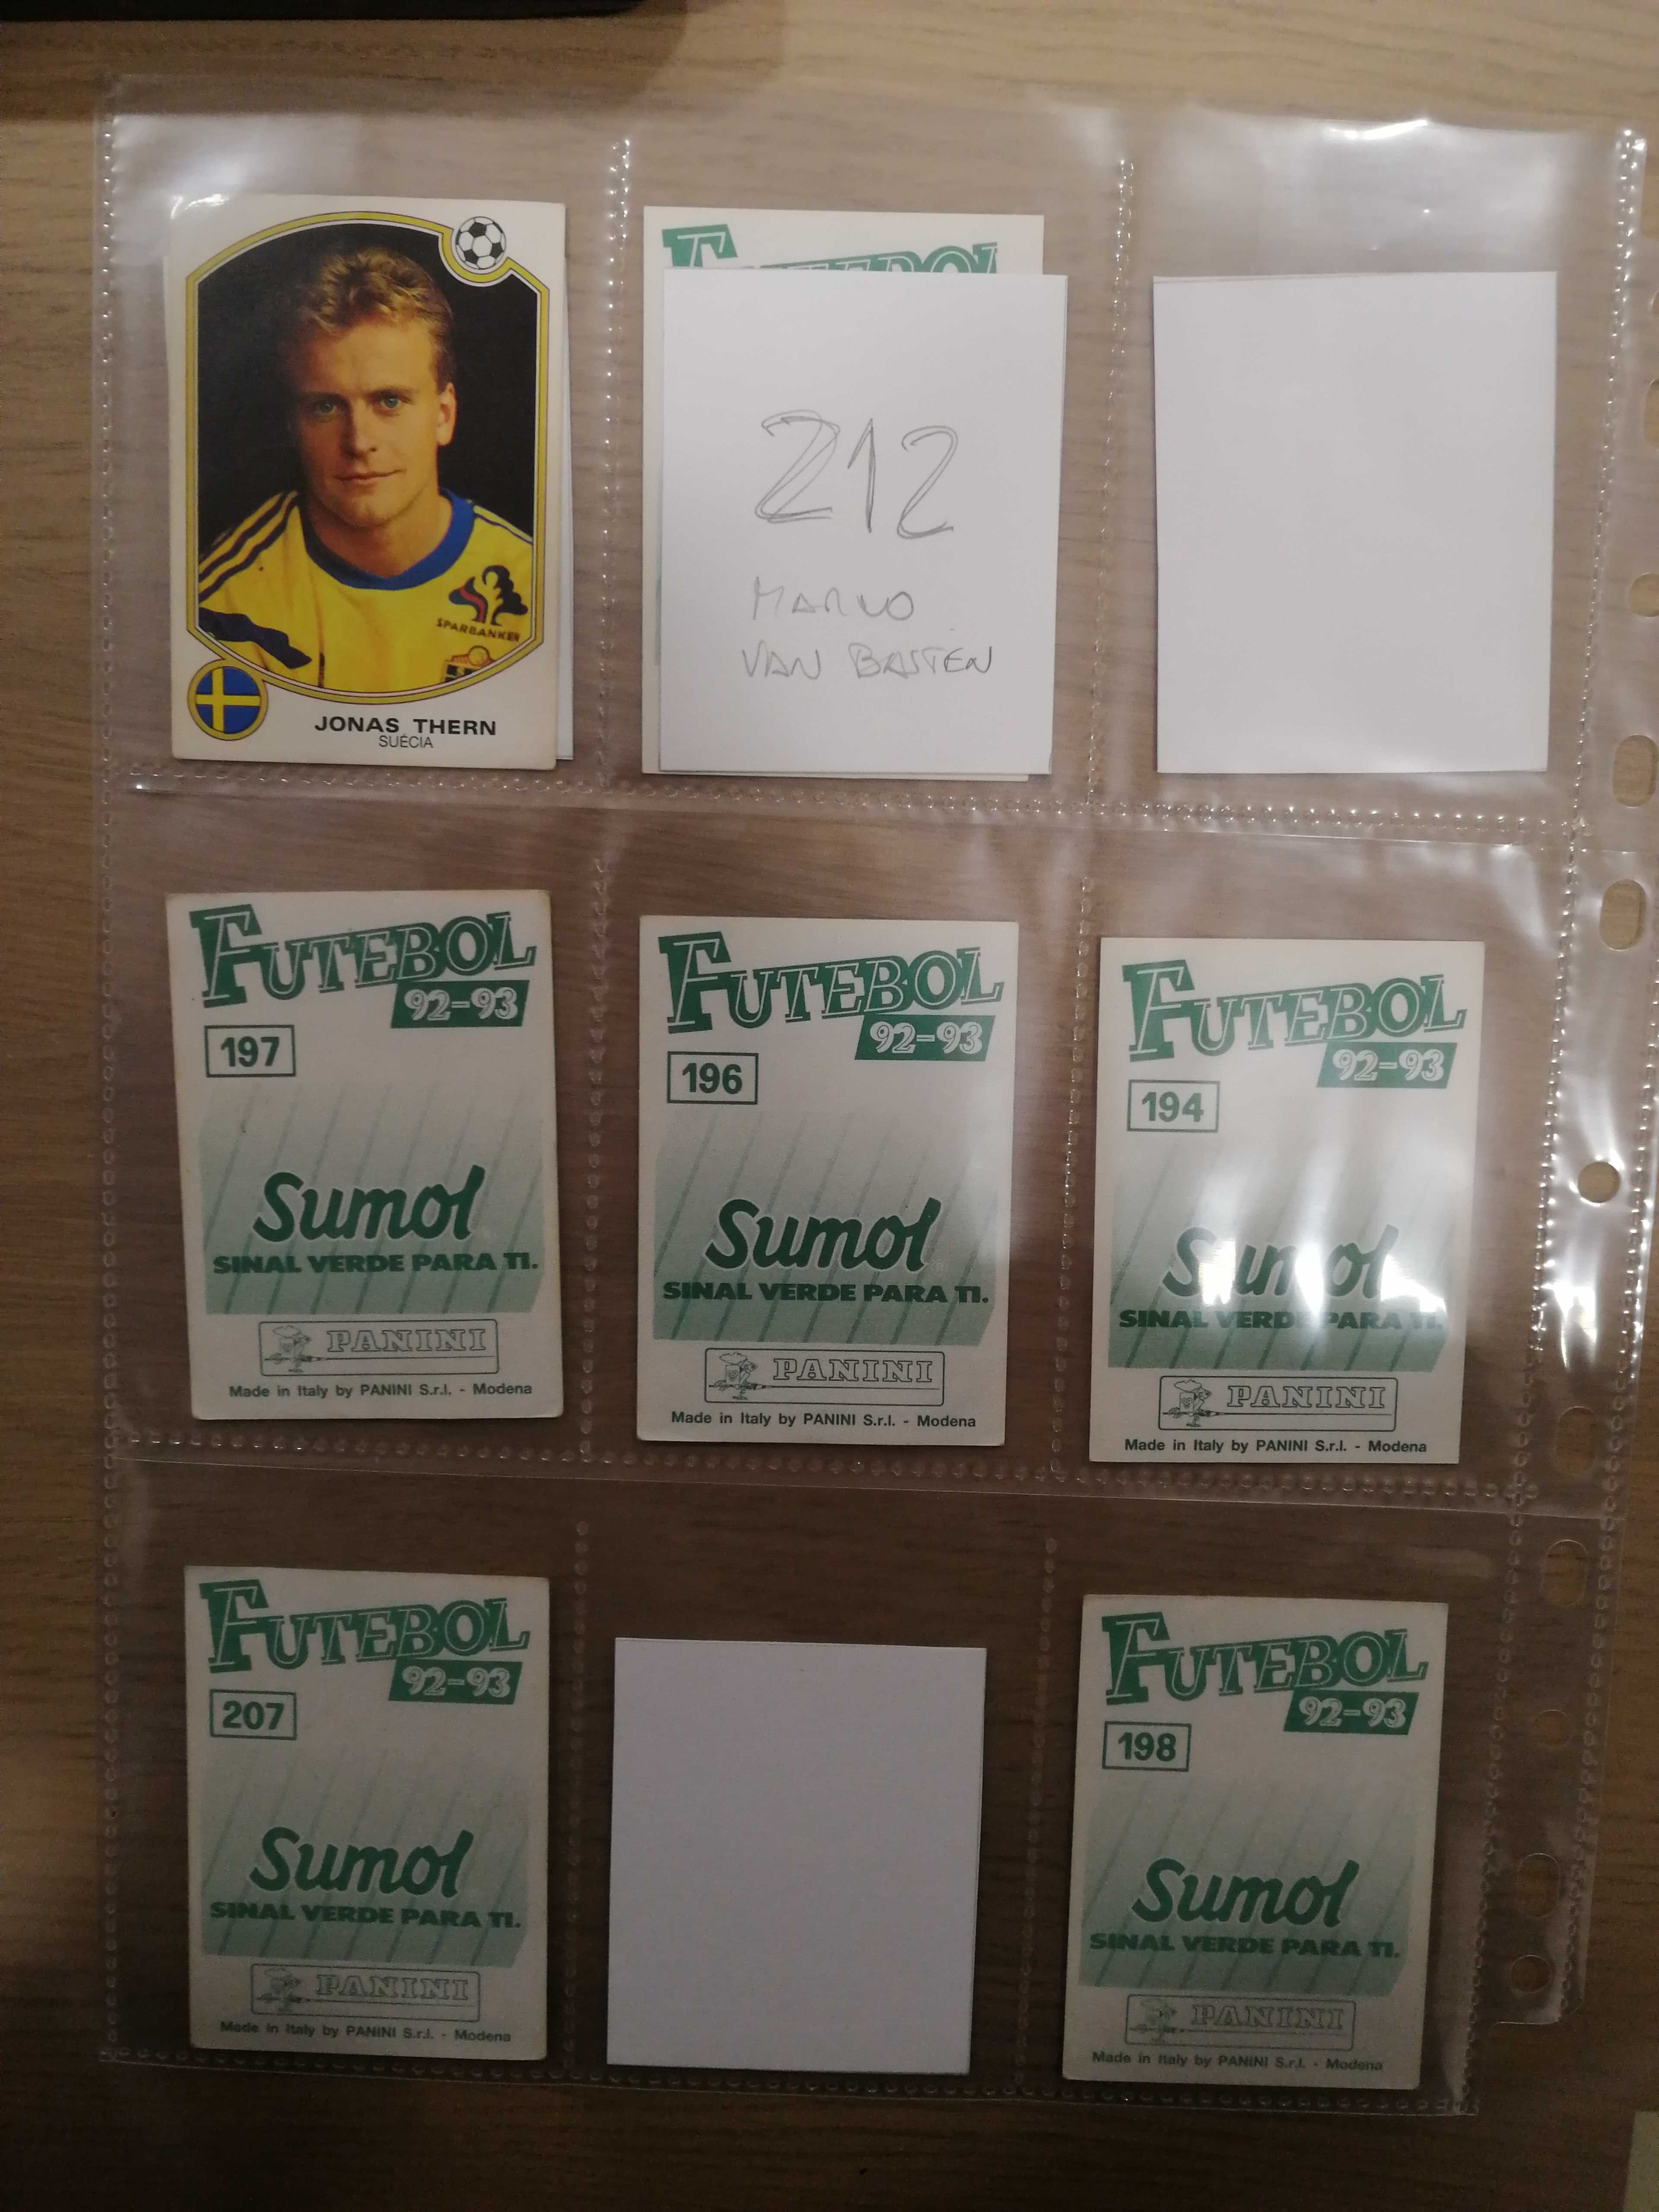 JONAS THERN
SUÉCIA
SPARBANKEN
FUTEBOL
212
MARCO
VAN BASTEN
FUTEBOL
92-93
197
Sumol
SINAL VERDE PARA TI.
PANINI
Made in Italy by PANINI S.r.l. - Modena
FUTEBOL
92-93
196
Sumol
SINAL VERDE PARA TI.
PANINI
Made in Italy by PANINI S.r.l. - Modena
FUTEBOL
92-93
194
Sumol
SINAL VERDE PARA TI.
PANINI
Made in Italy by PANINI S.r.l. - Modena
FUTEBOL
92-93
207
Sumol
SINAL VERDE PARA TI.
PANINI
Made in Italy by PANINI S.r.l. - Modena
FUTEBOL
92-93
198
Sumol
SINAL VERDE PARA TI.
PANINI
Made in Italy by PANINI S.r.l. - Modena